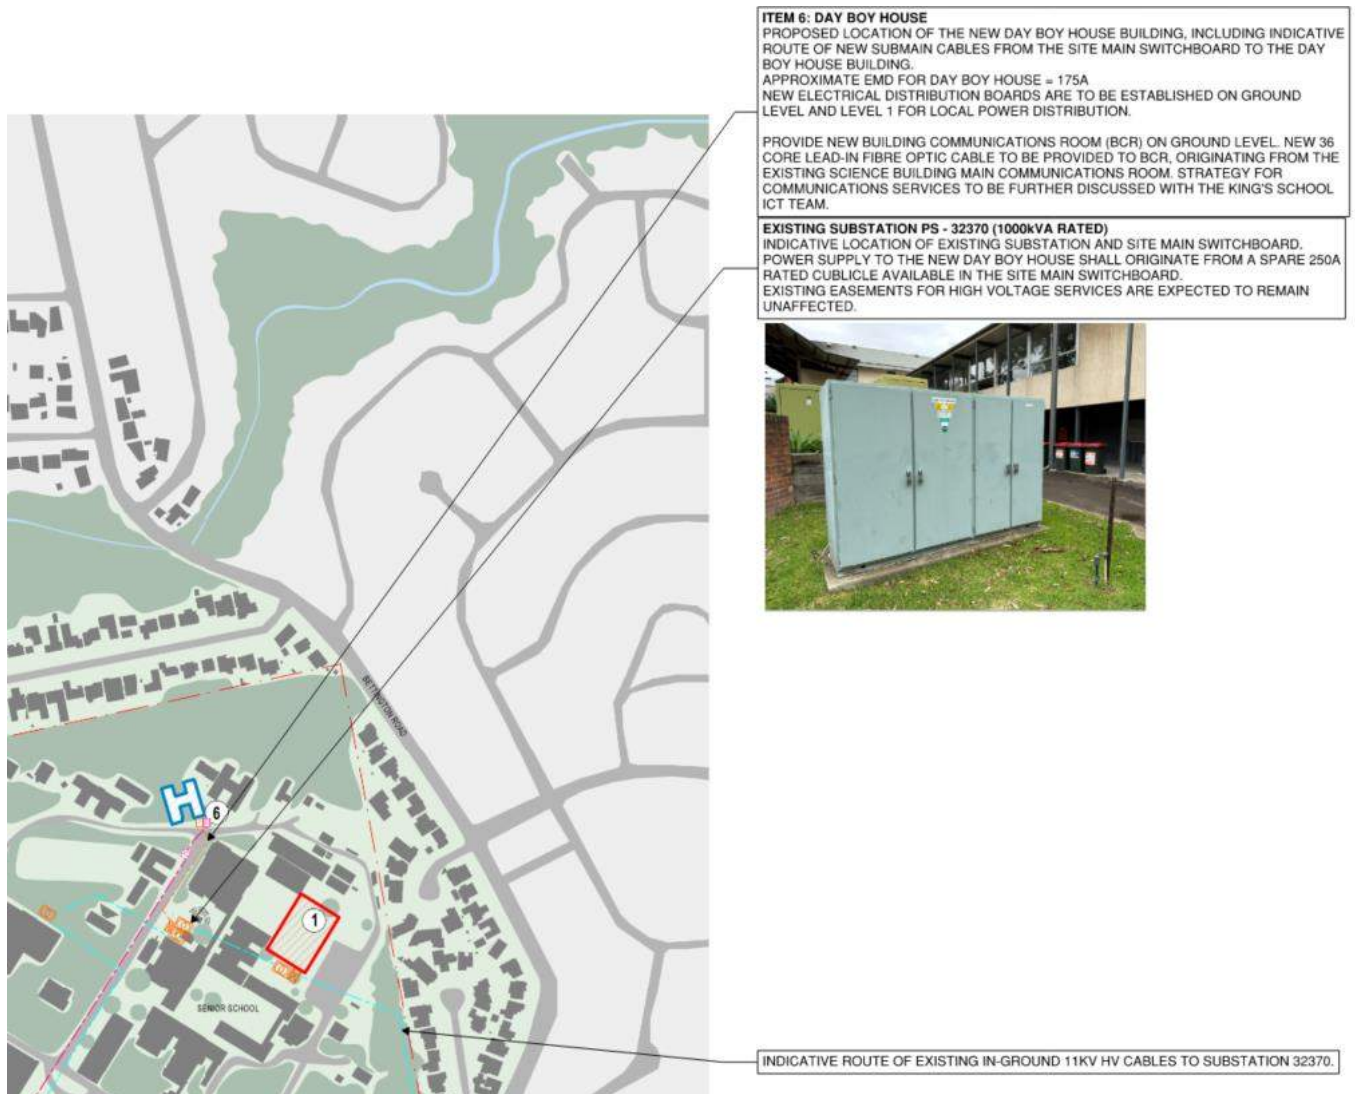 ITEM 6: DAY BOY HOUSE
PROPOSED LOCATION OF THE NEW DAY BOY HOUSE BUILDING, INCLUDING INDICATIVE
ROUTE OF NEW SUBMAIN CABLES FROM THE SITE MAIN SWITCHBOARD TO THE DAY
BOY HOUSE BUILDING.
APPROXIMATE EMD FOR DAY BOY HOUSE = 175A
NEW ELECTRICAL DISTRIBUTION BOARDS ARE TO BE ESTABLISHED ON GROUND
LEVEL AND LEVEL 1 FOR LOCAL POWER DISTRIBUTION.
PROVIDE NEW BUILDING COMMUNICATIONS ROOM (BCR) ON GROUND LEVEL. NEW 36
CORE LEAD-IN FIBRE OPTIC CABLE TO BE PROVIDED TO BCR, ORIGINATING FROM THE
EXISTING SCIENCE BUILDING MAIN COMMUNICATIONS ROOM. STRATEGY FOR
COMMUNICATIONS SERVICES TO BE FURTHER DISCUSSED WITH THE KING'S SCHOOL
ICT TEAM.
EXISTING SUBSTATION PS - 32370 (1000kVA RATED)
INDICATIVE LOCATION OF EXISTING SUBSTATION AND SITE MAIN SWITCHBOARD.
POWER SUPPLY TO THE NEW DAY BOY HOUSE SHALL ORIGINATE FROM A SPARE 250A
RATED CUBLICLE AVAILABLE IN THE SITE MAIN SWITCHBOARD.
EXISTING EASEMENTS FOR HIGH VOLTAGE SERVICES ARE EXPECTED TO REMAIN
UNAFFECTED.
BETTINGTON ROAD
6
1
SENIOR SCHOOL
INDICATIVE ROUTE OF EXISTING IN-GROUND 11KV HV CABLES TO SUBSTATION 32370.